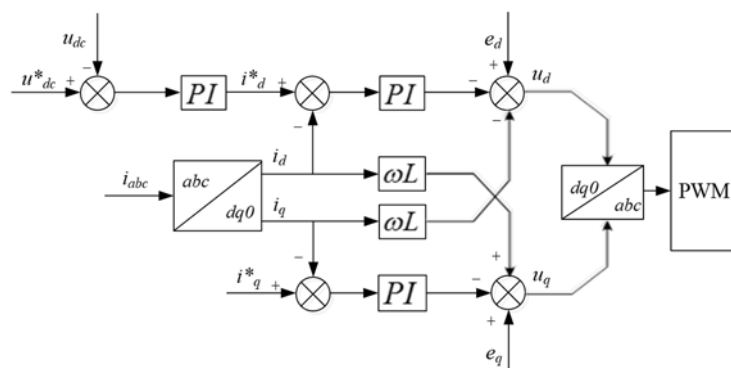 u_dc
e_d
−
+
u*_dc
+
PI
i*_d
+
PI
−
u_d
−
−
i_abc
abc
dq0
i_d
ωL
i_q
ωL
dq0
abc
PWM
−
+
i*_q
+
PI
−
u_q
+
e_q